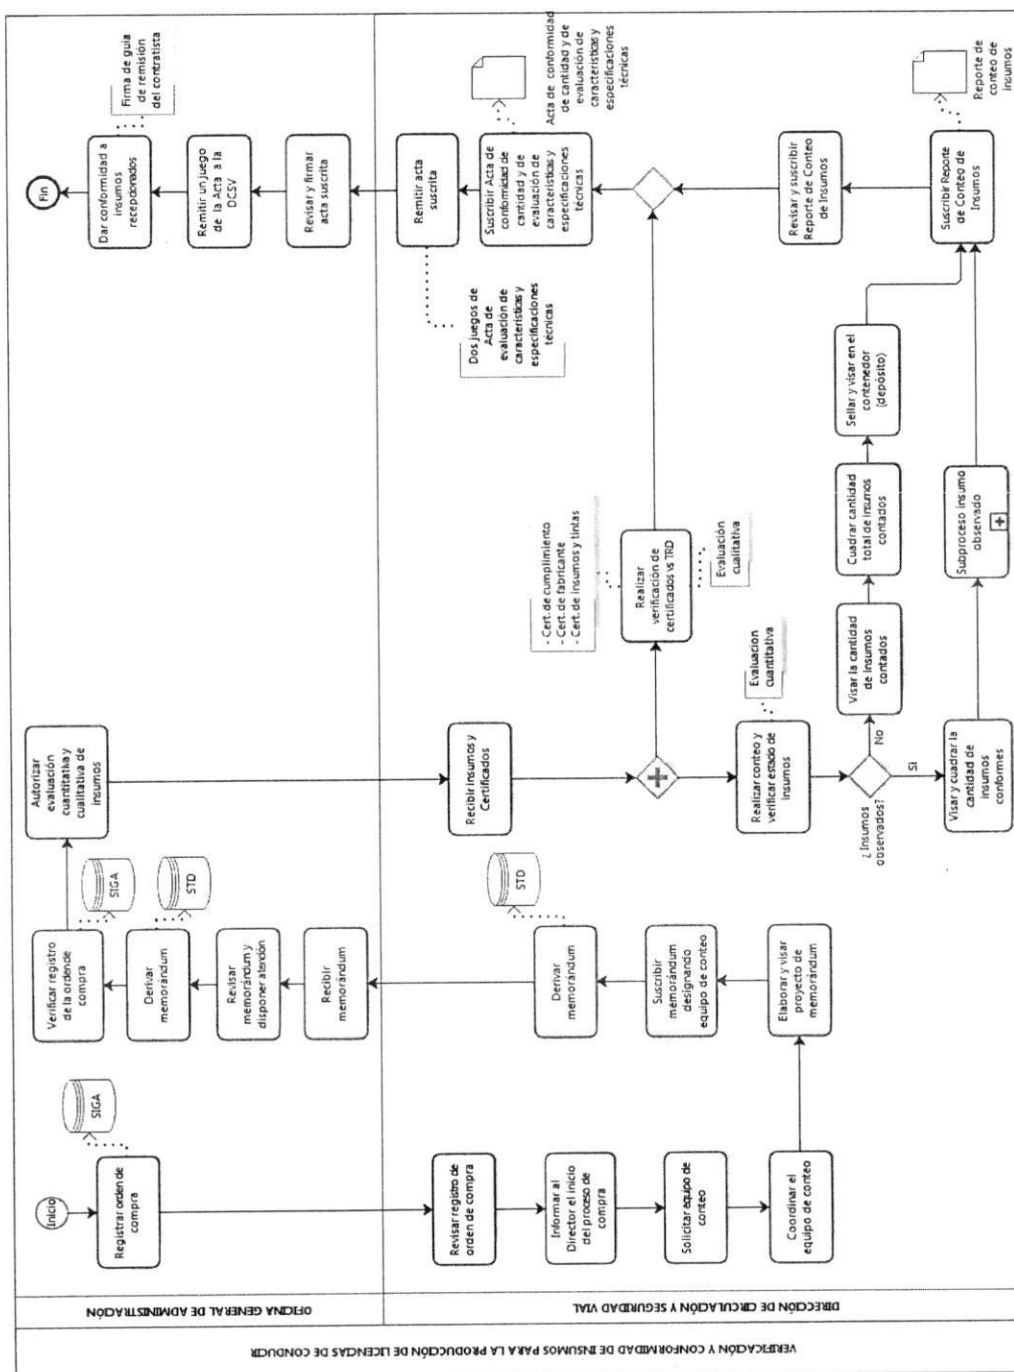 VERIFICACIÓN Y CONFORMIDAD DE INSUMOS PARA LA PRODUCCIÓN DE LICENCIAS DE CONDUCIR
OFICINA GENERAL DE ADMINISTRACIÓN
Inicio
Registrar orden de
compra
SIGA
Recibir
memorándum
Revisar
memorándum y
disponer atención
Derivar
memorándum
STD
Verificar registro
de la orden de
compra
SIGA
Autorizar
evaluación
cuantitativa y
cualitativa de
insumos
Revisar y firmar
acta suscrita
Remitir un juego
de la Acta a la
DCSV
Dar conformidad a
insumos
recepcionados
Firma de guia
de remisión
del contratista
Fin
DIRECCIÓN DE CIRCULACIÓN Y SEGURIDAD VIAL
Revisar registro de
orden de compra
Informar al
Director el inicio
del proceso de
compra
Solicitar equipo de
conteo
Coordinar el
equipo de conteo
Elaborar y visar
proyecto de
memorándum
Suscribir
memorándum
designando
equipo de conteo
Derivar
memorándum
STD
Recibir insumos y
Certificados
Realizar
verificación de
certificados vs TRD
- Cert. de cumplimiento
- Cert. de fabricante
- Cert. de insumos y tintas
Evaluación
cualitativa
Realizar conteo y
verificar estado de
insumos
Evaluacion
cuantitativa
¿Insumos
observados?
No
Si
Visar la cantidad
de insumos
contados
Cuadrar cantidad
total de insumos
contados
Sellar y visar en el
contenedor
(depósito)
Visar y cuadrar la
cantidad de
insumos
conformes
Subproceso insumo
observado
Suscribir Reporte
de Conteo de
Insumos
Reporte de
conteo de
insumos
Revisar y suscribir
Reporte de Conteo
de Insumos
Suscribir Acta de
conformidad de
cantidad y de
evaluación de
características y
especificaciones
técnicas
Acta de conformidad
de cantidad y de
evaluación de
características y
especificaciones
técnicas
Remitir acta
suscrita
Dos juegos de
Acta de
evaluación de
características y
especificaciones
técnicas